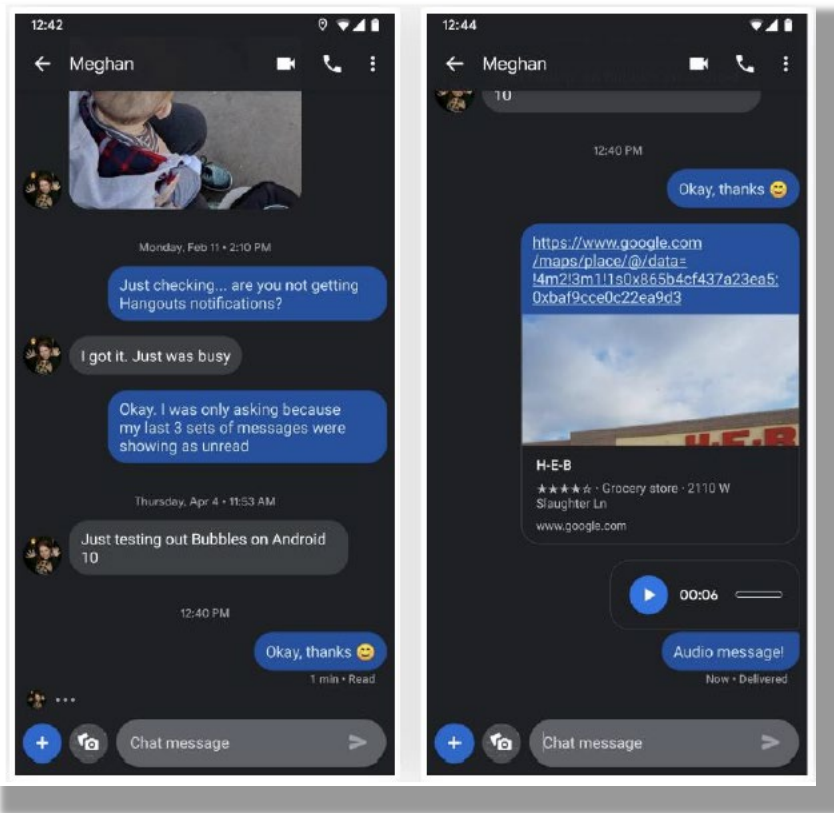 12:42
Meghan
Monday, Feb 11 • 2:10 PM
Just checking... are you not getting
Hangouts notifications?
I got it. Just was busy
Okay. I was only asking because
my last 3 sets of messages were
showing as unread
Thursday, Apr 4 • 11:53 AM
Just testing out Bubbles on Android
10
12:40 PM
Okay, thanks 😊
1 min • Read
Chat message
12:44
Meghan
10
12:40 PM
Okay, thanks 😊
https://www.google.com
/maps/place/@/data=
!4m2!3m1!1s0x865b4cf437a23ea5:
0xbaf9cce0c22ea9d3
H-E-B
H-E-B
★★★★☆ · Grocery store · 2110 W
Slaughter Ln
www.google.com
00:06
Audio message!
Now • Delivered
Chat message